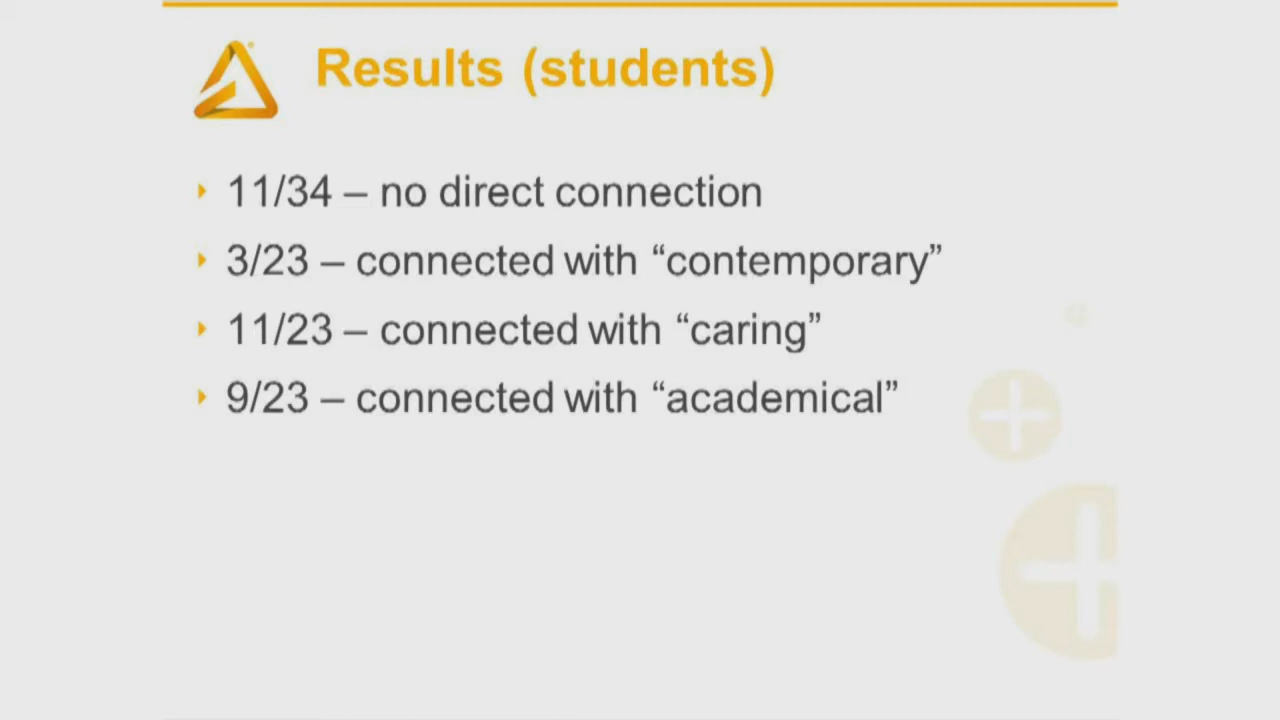 Results (students)
11/34 – no direct connection
3/23 – connected with “contemporary”
11/23 – connected with “caring”
9/23 – connected with “academical”